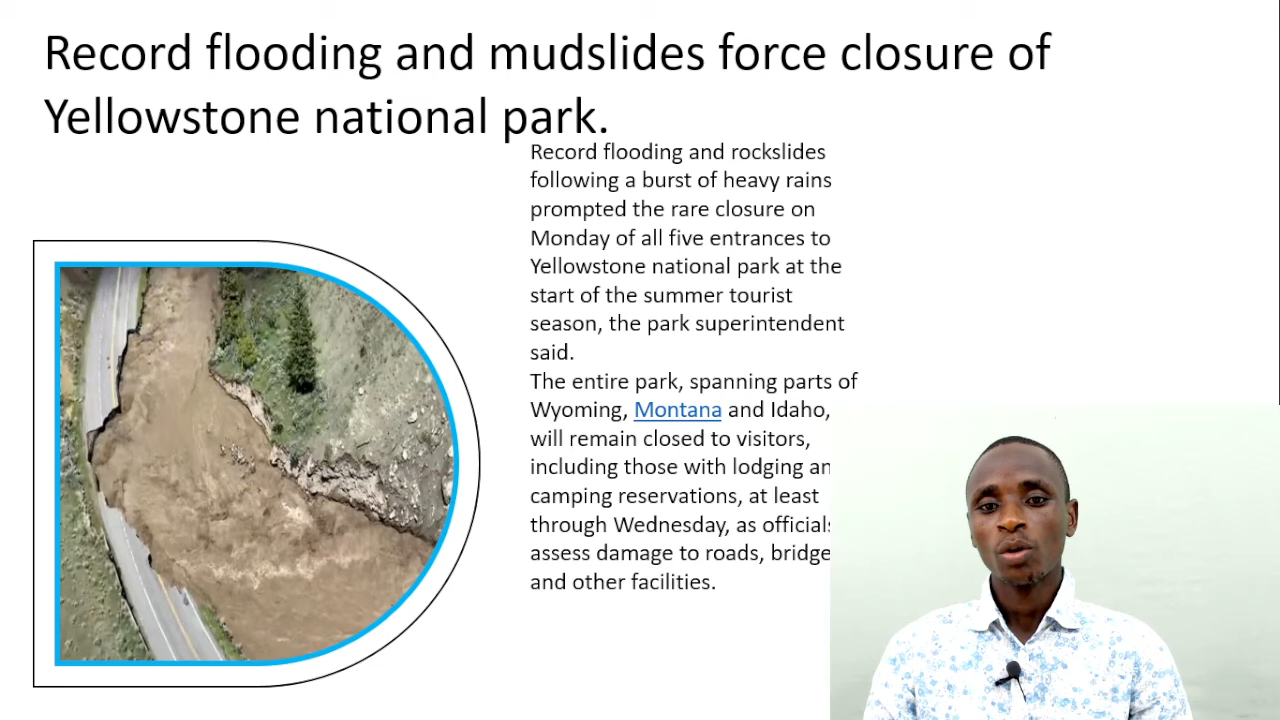 Record flooding and mudslides force closure of
Yellowstone national park.
Record flooding and rockslides
following a burst of heavy rains
prompted the rare closure on
Monday of all five entrances to
Yellowstone national park at the
start of the summer tourist
season, the park superintendent
said.
The entire park, spanning parts of
Wyoming, Montana and Idaho,
will remain closed to visitors,
including those with lodging an
camping reservations, at least
through Wednesday, as officials
assess damage to roads, bridge
and other facilities.